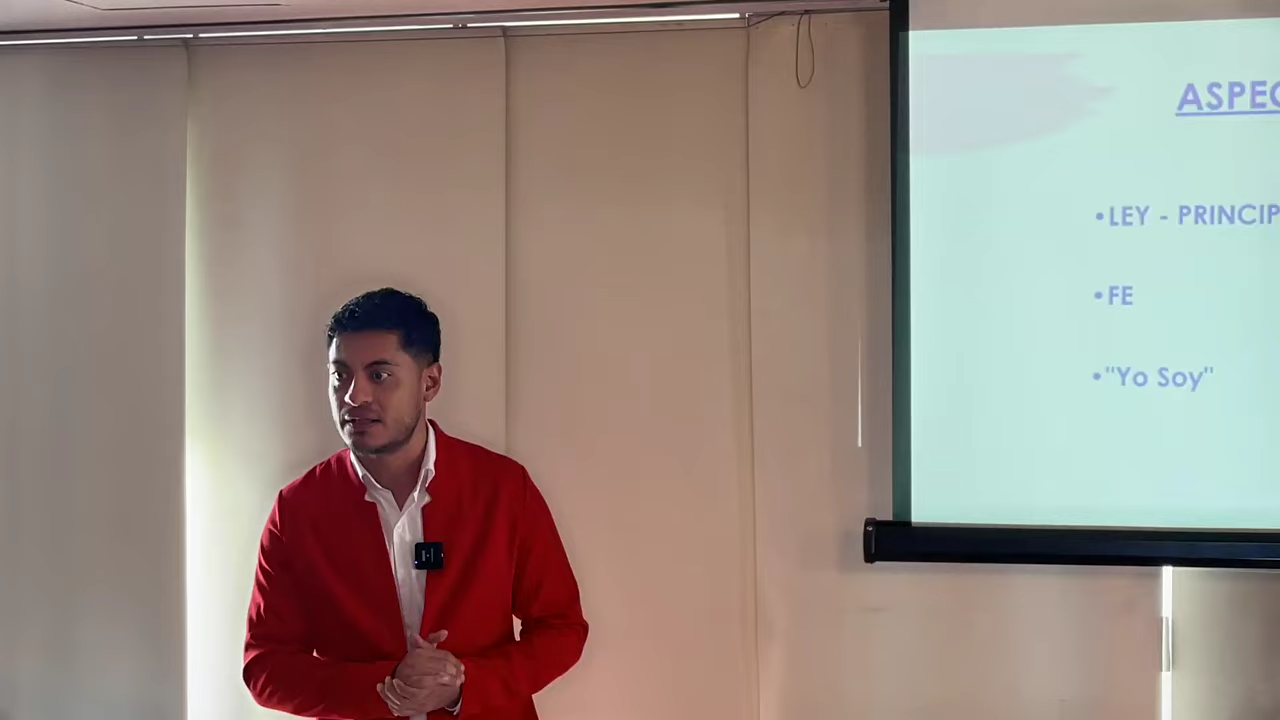 ASPEC
•LEY - PRINCIP
•FE
•"Yo Soy"